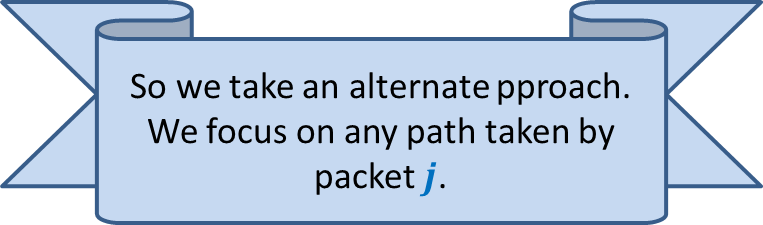 So we take an alternate pproach.
We focus on any path taken by
packet j.